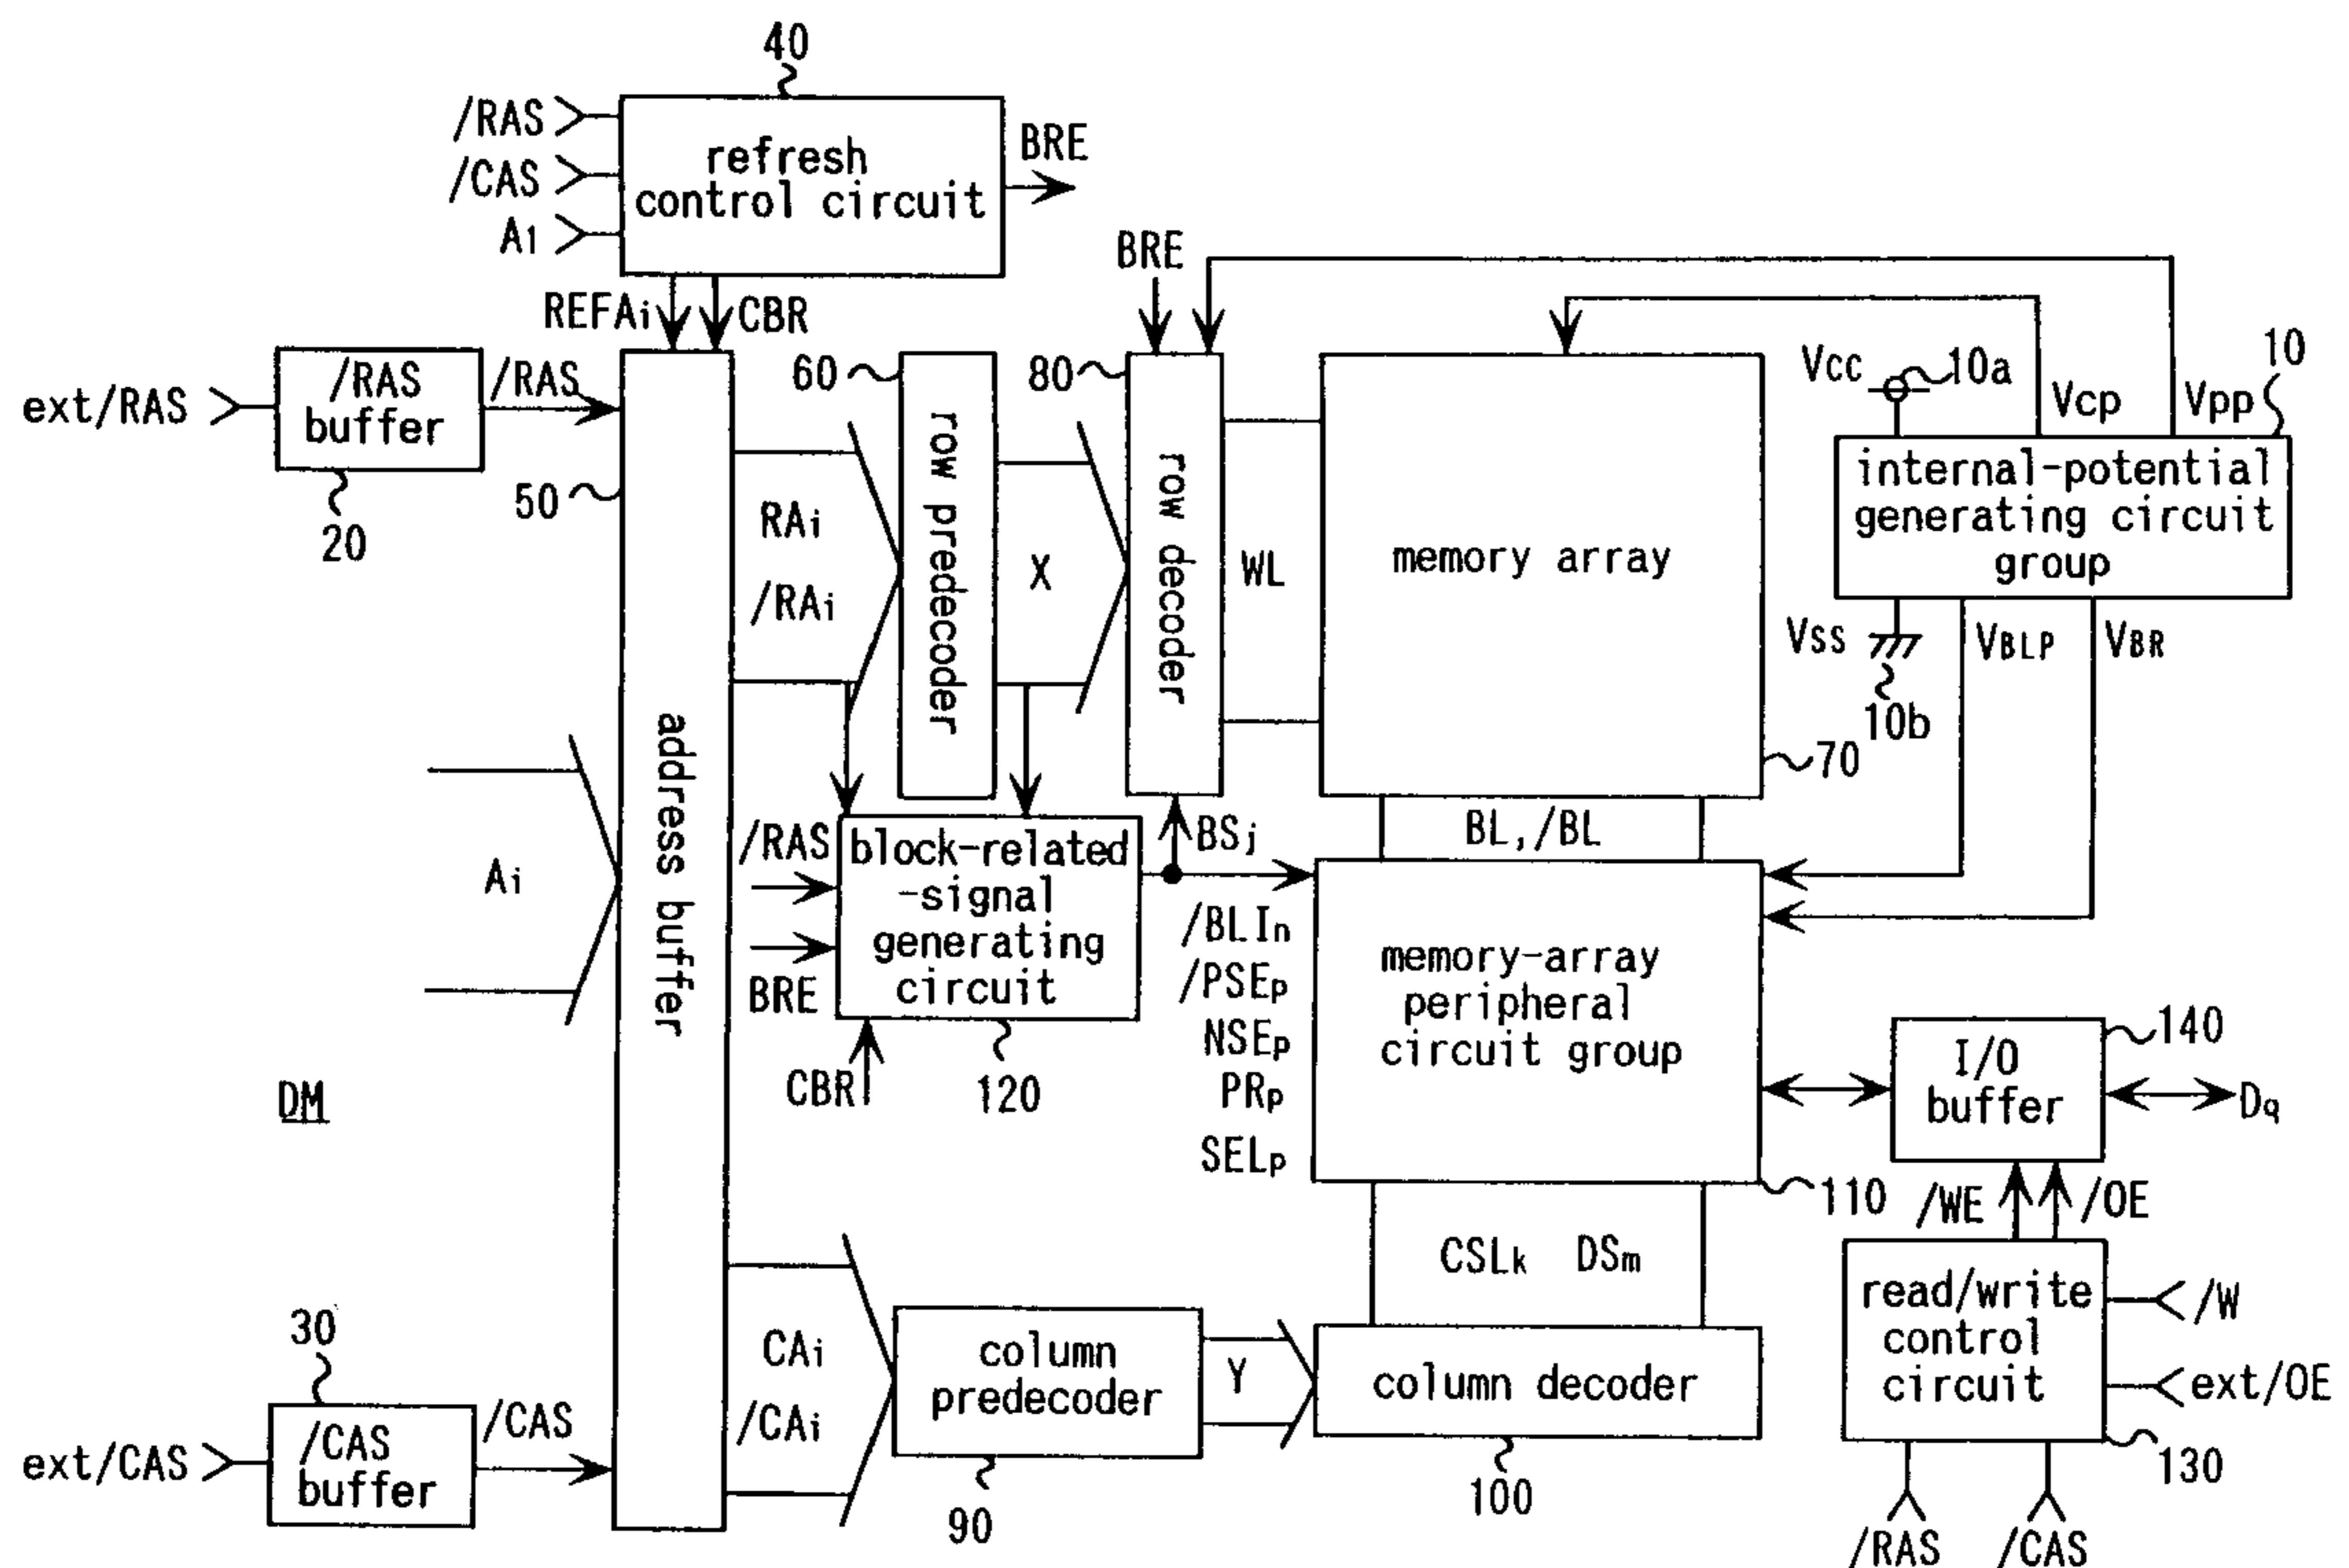 40
/RAS
/CAS
A1
refresh
control circuit
BRE
REFAi
CBR
BRE
ext/RAS
/RAS
buffer
20
/RAS
50
60
80
RAi
/RAi
row predecoder
X
row decoder
WL
memory array
70
Vcc
10a
Vcp
Vpp
10
internal-potential
generating circuit
group
Vss
10b
VBLP
VBR
Ai
address buffer
/RAS
BRE
CBR
block-related
-signal
generating
circuit
120
BSj
BL,/BL
/BLIn
/PSEp
NSEp
PRp
SELp
memory-array
peripheral
circuit group
110
140
I/O
buffer
Dq
/WE
/OE
DM
CSLk DSm
read/write
control
circuit
/W
ext/OE
130
/RAS
/CAS
30
ext/CAS
/CAS
buffer
/CAS
CAi
/CAi
column
predecoder
90
Y
column decoder
100